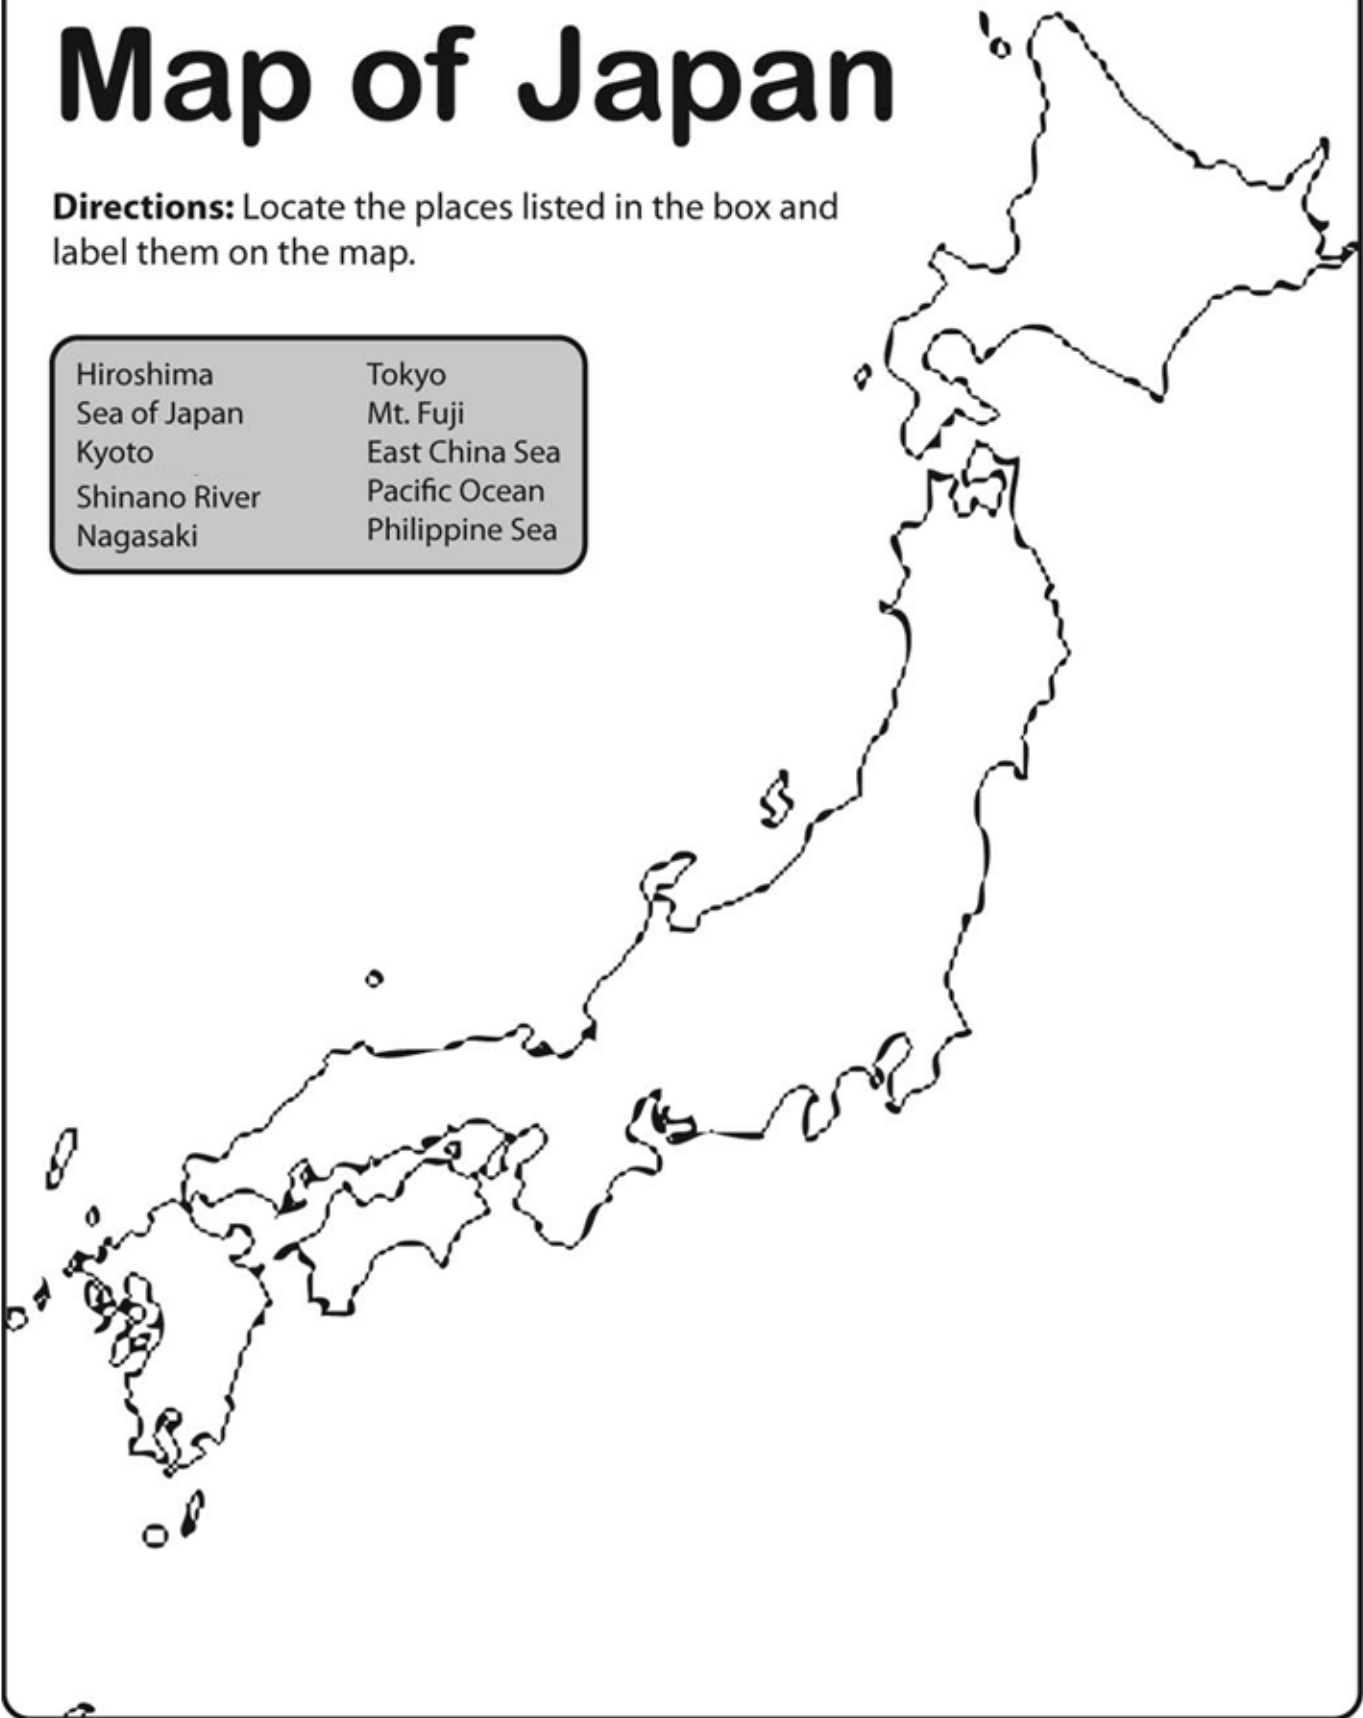 Map of Japan
Directions: Locate the places listed in the box and
label them on the map.
Hiroshima
Sea of Japan
Kyoto
Shinano River
Nagasaki
Tokyo
Mt. Fuji
East China Sea
Pacific Ocean
Philippine Sea